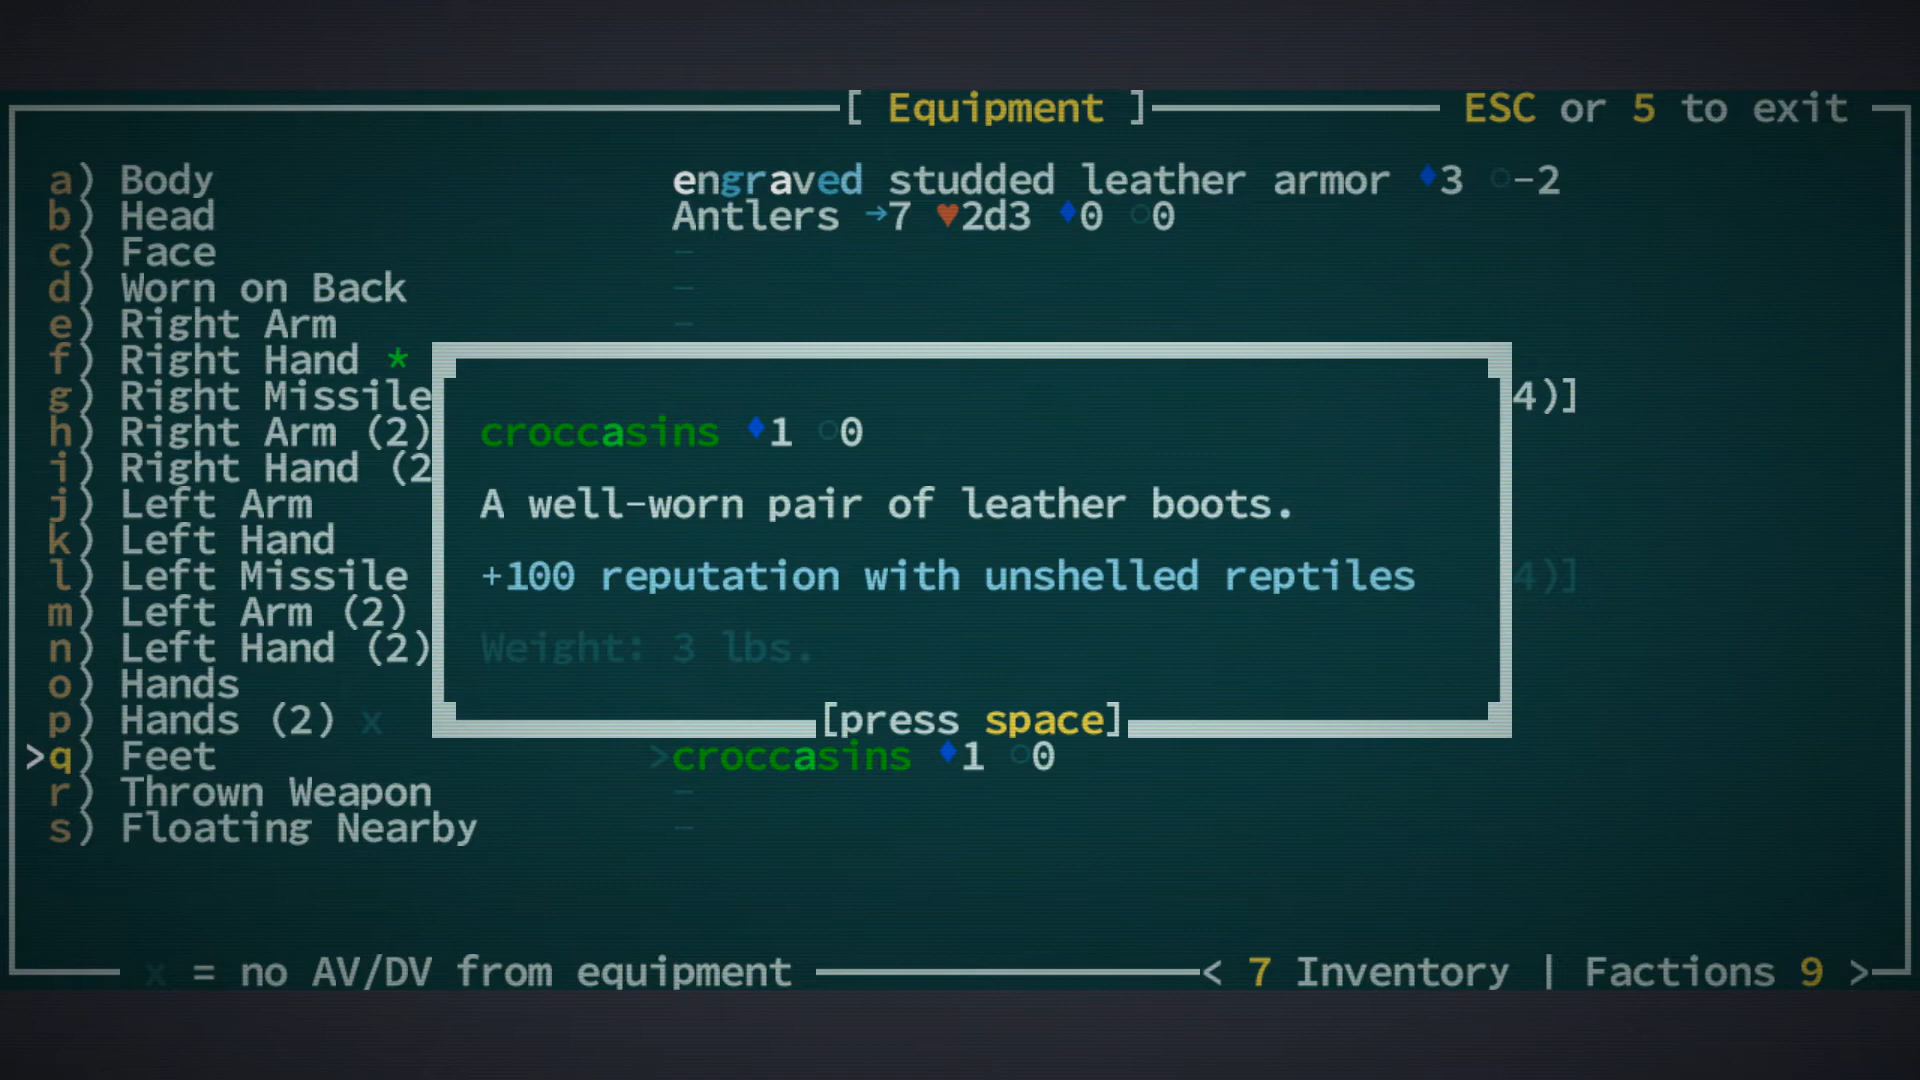 [ Equipment ] ESC or 5 to exit
a) Body engraved studded leather armor ♦3 ○-2
b) Head Antlers →7 ♥2d3 ♦0 ○0
c) Face -
d) Worn on Back -
e) Right Arm -
f) Right Hand *
g) Right Missile 4)]
h) Right Arm (2)
i) Right Hand (2
j) Left Arm
k) Left Hand
l) Left Missile 4)]
m) Left Arm (2)
n) Left Hand (2)
o) Hands
p) Hands (2) x
>q) Feet >croccasins ♦1 ○0
r) Thrown Weapon -
s) Floating Nearby -
croccasins ♦1 ○0
A well-worn pair of leather boots.
+100 reputation with unshelled reptiles
Weight: 3 lbs.
[press space]
x = no AV/DV from equipment < 7 Inventory | Factions 9 >